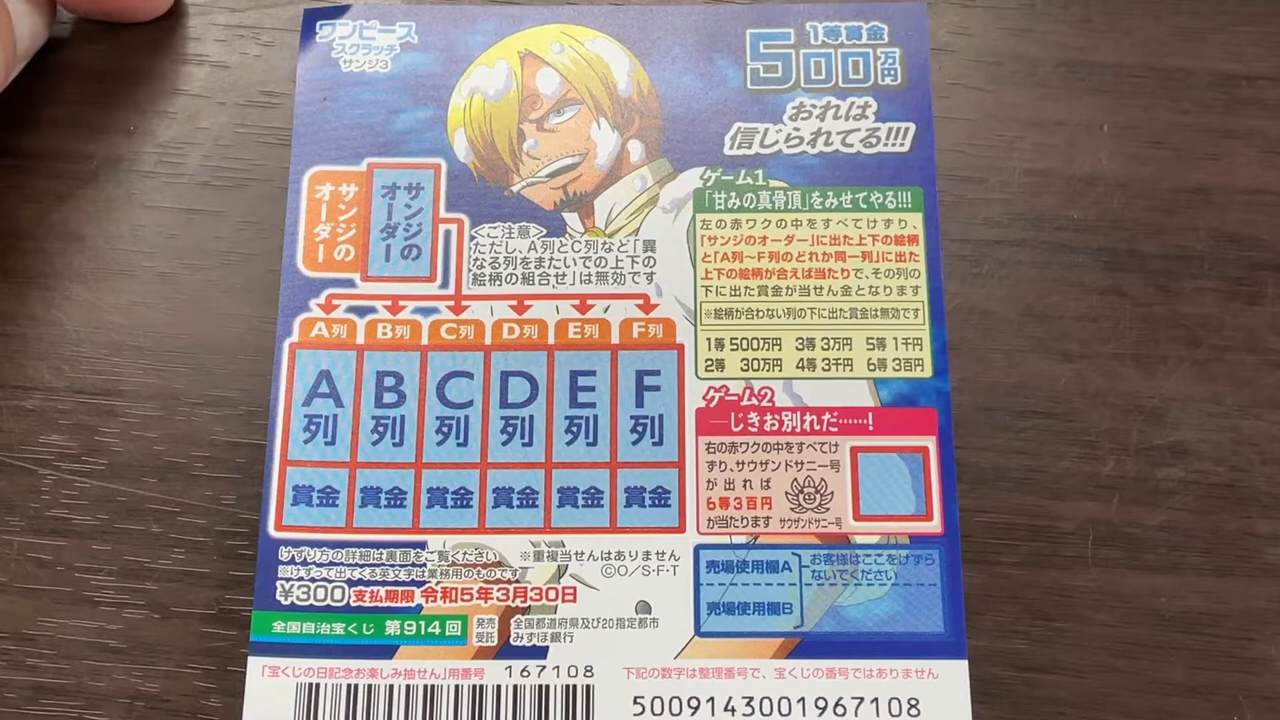 ワンピース
スクラッチ
サンジ3
1等賞金
500万円
おれは
信じられてる!!!
サンジの
オーダー
サンジの
オーダー
<ご注意>
ただし、A列とC列など「異
なる列をまたいでの上下の
絵柄の組合せ」は無効です
A列 B列 C列 D列 E列 F列
A列 B列 C列 D列 E列 F列
賞金 賞金 賞金 賞金 賞金 賞金
ゲーム1
「甘みの真骨頂」をみせてやる!!!
左の赤ワクの中をすべてけずり、
「サンジのオーダー」に出た上下の絵柄
と「A列〜F列のどれか同一列」に出た
上下の絵柄が合えば当たりで、その列の
下に出た賞金が当せん金となります
※絵柄が合わない列の下に出た賞金は無効です
1等500万円 3等3万円 5等1千円
2等 30万円 4等3千円 6等3百円
ゲーム2
―じきお別れだ……!
右の赤ワクの中をすべてけ
ずり、サウザンドサニー号
が出れば
6等3百円
が当たります
サウザンドサニー号
けずり方の詳細は裏面をご覧ください ※重複当せんはありません
※けずって出てくる英文字は業務用のものです ©O/S・F・T
¥300 支払期限 令和5年3月30日
全国自治宝くじ 第914回
発売 全国都道府県及び20指定都市
受託 みずほ銀行
売場使用欄A
お客様はここをけずら
ないでください
売場使用欄B
「宝くじの日記念お楽しみ抽せん」用番号 167108
下記の数字は整理番号で、宝くじの番号ではありません
5009143001967108